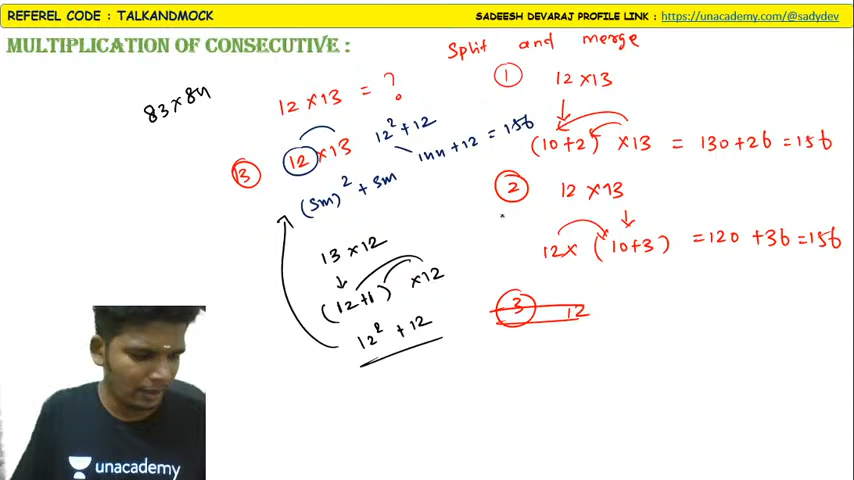 REFEREL CODE : TALKANDMOCK
SADEESH DEVARAJ PROFILE LINK : https://unacademy.com/@sadydev
MULTIPLICATION OF CONSECUTIVE :
Split and merge
83×84
12×13 = ?
① 12×13
(10+2) ×13 = 130+26 = 156
③ 12×13
12² + 12
144 + 12 = 156
(Sm)² + Sm
② 12×13
12× (10+3) = 120 + 36 = 156
13×12
(12+1) ×12
12² + 12
③ 12
unacademy